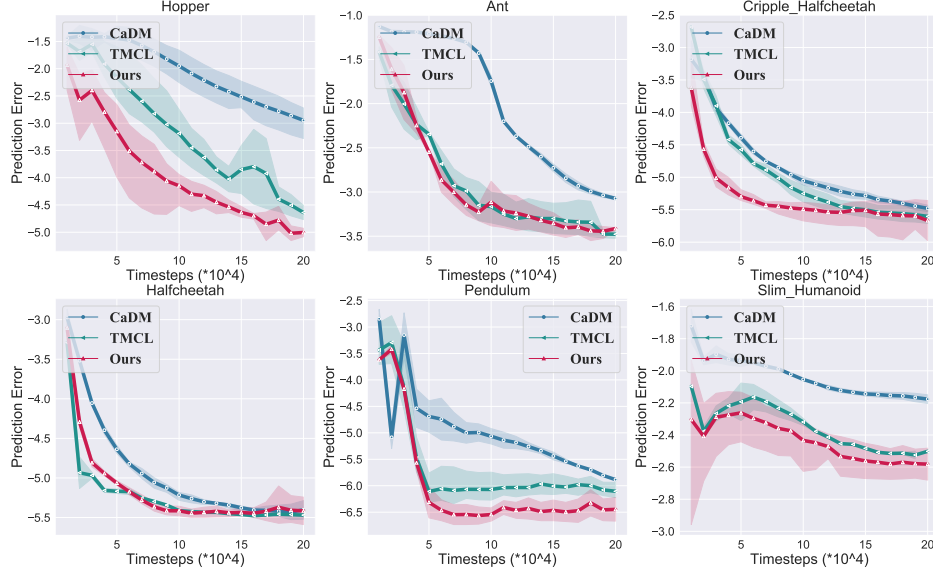 Hopper
CaDM
TMCL
Ours
Prediction Error
−1.5
−2.0
−2.5
−3.0
−3.5
−4.0
−4.5
−5.0
5 10 15 20
Timesteps (*10^4)
Ant
CaDM
TMCL
Ours
Prediction Error
−1.0
−1.5
−2.0
−2.5
−3.0
−3.5
5 10 15 20
Timesteps (*10^4)
Cripple_Halfcheetah
CaDM
TMCL
Ours
Prediction Error
−2.5
−3.0
−3.5
−4.0
−4.5
−5.0
−5.5
−6.0
5 10 15 20
Timesteps (*10^4)
Halfcheetah
CaDM
TMCL
Ours
Prediction Error
−3.0
−3.5
−4.0
−4.5
−5.0
−5.5
5 10 15 20
Timesteps (*10^4)
Pendulum
CaDM
TMCL
Ours
Prediction Error
−2.5
−3.0
−3.5
−4.0
−4.5
−5.0
−5.5
−6.0
−6.5
5 10 15 20
Timesteps (*10^4)
Slim_Humanoid
CaDM
TMCL
Ours
Prediction Error
−1.6
−1.8
−2.0
−2.2
−2.4
−2.6
−2.8
−3.0
5 10 15 20
Timesteps (*10^4)